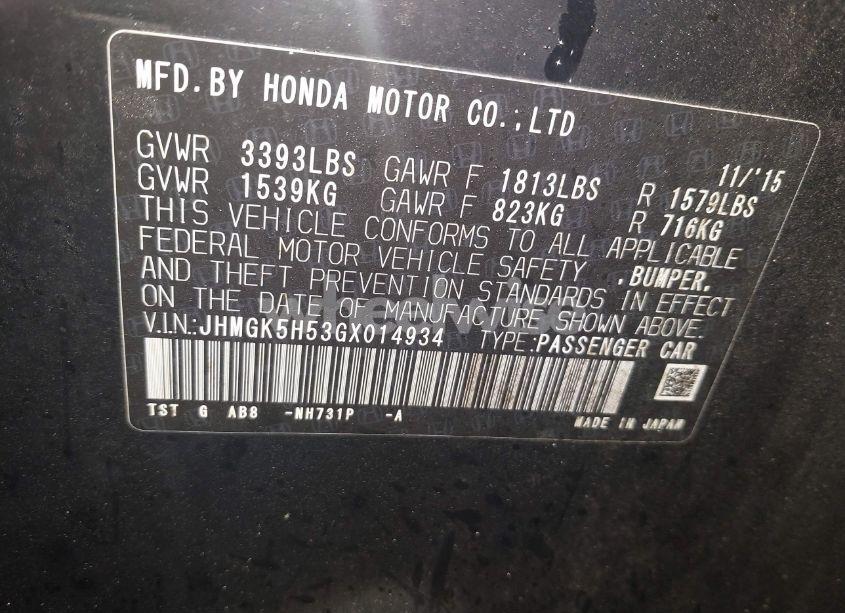 MFD.BY HONDA MOTOR CO.,LTD
11/'15
GVWR 3393LBS GAWR F 1813LBS R 1579LBS
GVWR 1539KG GAWR F 823KG R 716KG
THIS VEHICLE CONFORMS TO ALL APPLICABLE
FEDERAL MOTOR VEHICLE SAFETY ,BUMPER,
AND THEFT PREVENTION STANDARDS IN EFFECT
ON THE DATE OF MANUFACTURE SHOWN ABOVE.
V.I.N.:JHMGK5H53GX014934 TYPE:PASSENGER CAR
TST G AB8 -NH731P -A MADE IN JAPAN